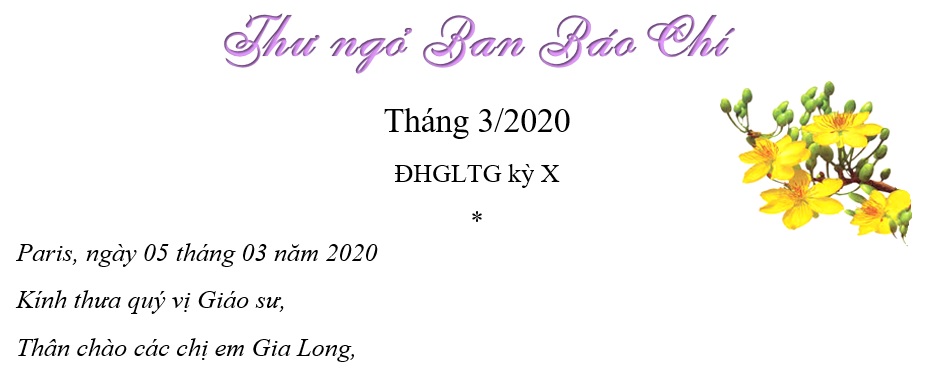 Thư ngỏ Ban Báo Chí
Tháng 3/2020
ĐHGLTG kỳ X
*
Paris, ngày 05 tháng 03 năm 2020
Kính thưa quý vị Giáo sư,
Thân chào các chị em Gia Long,